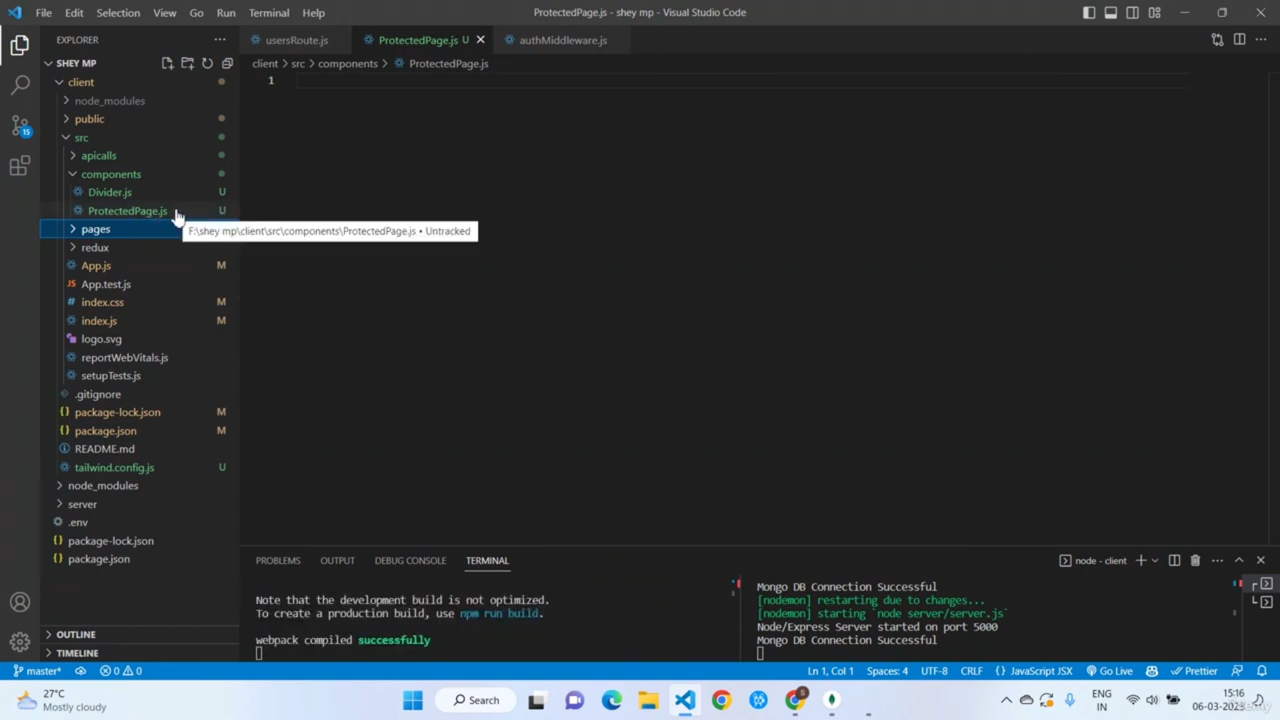 File Edit Selection View Go Run Terminal Help
ProtectedPage.js - shey mp - Visual Studio Code
EXPLORER
SHEY MP
client
node_modules
public
src
apicalls
components
Divider.js U
ProtectedPage.js U
pages
redux
App.js M
JS App.test.js
# index.css M
index.js M
logo.svg
reportWebVitals.js
setupTests.js
.gitignore
{} package-lock.json M
{} package.json M
README.md
tailwind.config.js U
node_modules
server
.env
{} package-lock.json
{} package.json
OUTLINE
TIMELINE
15
F:\shey mp\client\src\components\ProtectedPage.js • Untracked
usersRoute.js
ProtectedPage.js U
authMiddleware.js
client > src > components > ProtectedPage.js
1
PROBLEMS OUTPUT DEBUG CONSOLE TERMINAL
node - client
Note that the development build is not optimized.
To create a production build, use npm run build.
webpack compiled successfully
Mongo DB Connection Successful
[nodemon] restarting due to changes...
[nodemon] starting `node server/server.js`
Node/Express Server started on port 5000
Mongo DB Connection Successful
master* 0 0
Ln 1, Col 1 Spaces: 4 UTF-8 CRLF {} JavaScript JSX Go Live Prettier
27°C
Mostly cloudy
Search
ENG
IN
15:16
06-03-2023